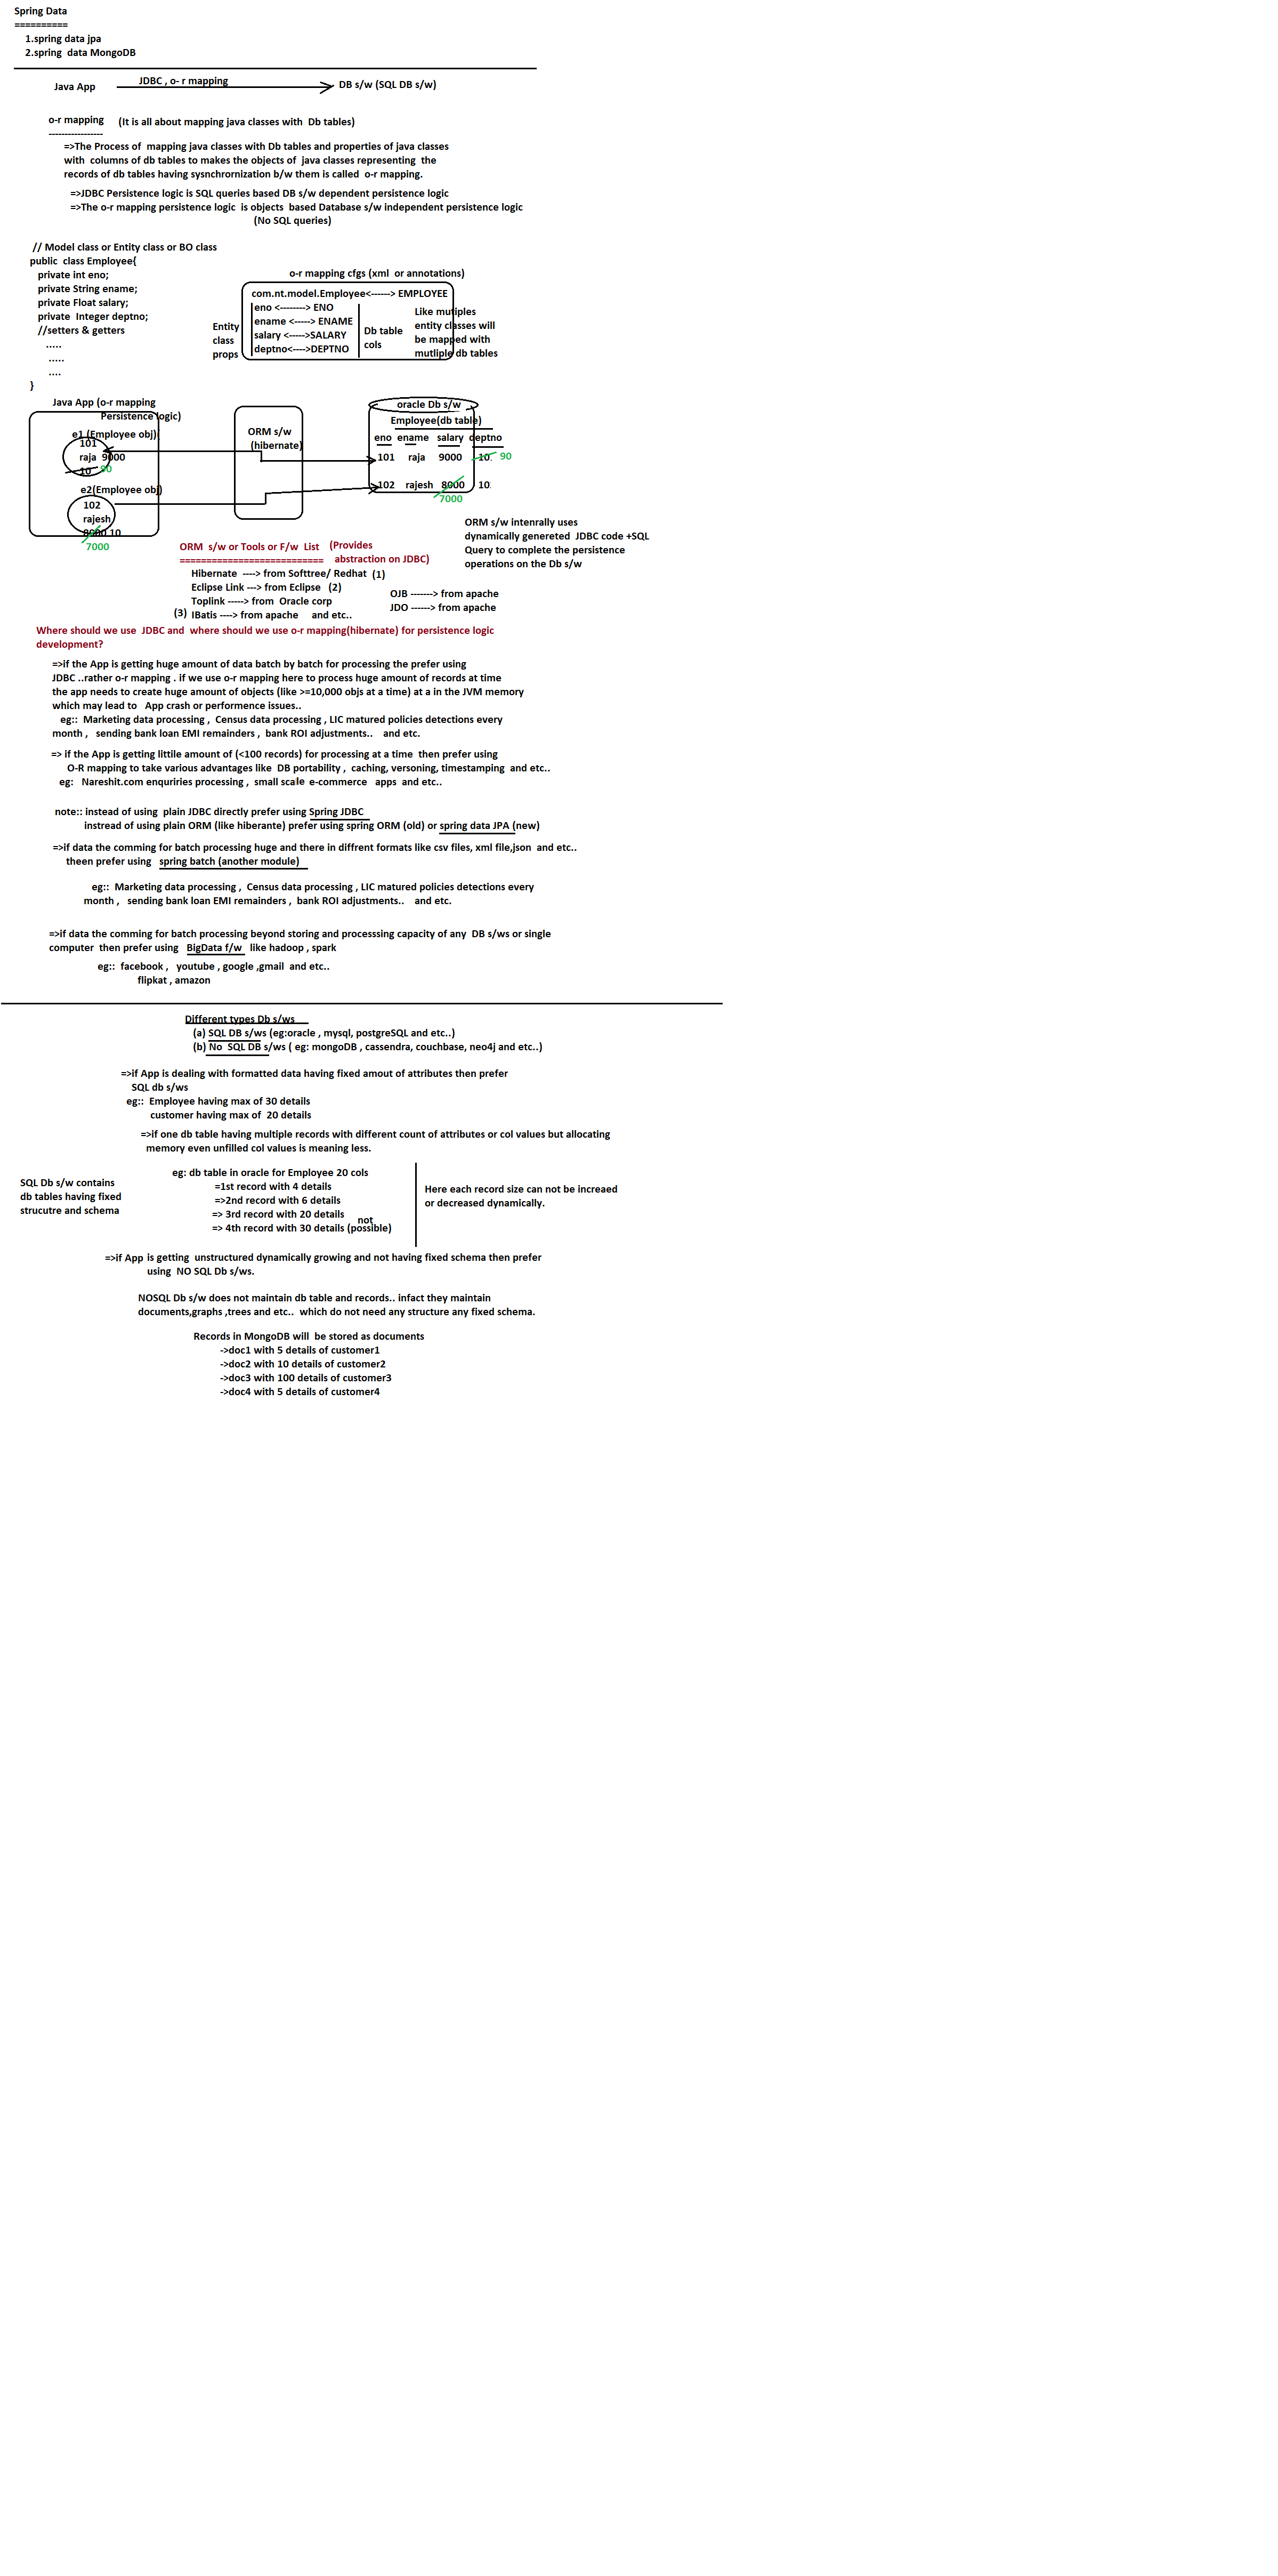 Spring Data
==========
1.spring data jpa
2.spring  data MongoDB
JDBC , o- r mapping
Java App
DB s/w (SQL DB s/w)
o-r mapping
-----------------
(It is all about mapping java classes with  Db tables)
=>The Process of  mapping java classes with Db tables and properties of java classes
with  columns of db tables to makes the objects of  java classes representing  the
records of db tables having sysnchrornization b/w them is called  o-r mapping.
=>JDBC Persistence logic is SQL queries based DB s/w dependent persistence logic
=>The o-r mapping persistence logic  is objects  based Database s/w independent persistence logic
(No SQL queries)
// Model class or Entity class or BO class
public  class Employee{
private int eno;
private String ename;
private Float salary;
private  Integer deptno;
//setters & getters
.....
.....
....
}
o-r mapping cfgs (xml  or annotations)
com.nt.model.Employee<------> EMPLOYEE
eno <--------> ENO
ename <-----> ENAME
salary <----->SALARY
deptno<---->DEPTNO
Entity
class
props
Db table
cols
Like mutiples
entity classes will
be mapped with
mutliple db tables
Java App (o-r mapping
Persistence logic)
e1 (Employee obj)
101
raja  9000
10
90
e2(Employee obj)
102
rajesh
8000 10
7000
ORM s/w
(hibernate)
oracle Db s/w
Employee(db table)
eno  ename   salary  deptno
101     raja     9000      10.   90
102    rajesh   8000     10.
7000
ORM s/w intenrally uses
dynamically genereted  JDBC code +SQL
Query to complete the persistence
operations on the Db s/w
ORM  s/w or Tools or F/w  List
===========================
(Provides
abstraction on JDBC)
Hibernate  ----> from Softtree/ Redhat  (1)
Eclipse Link ---> from Eclipse   (2)
Toplink -----> from  Oracle corp
(3)  IBatis ----> from apache     and etc..
OJB -------> from apache
JDO ------> from apache
Where should we use  JDBC and  where should we use o-r mapping(hibernate) for persistence logic
development?
=>if the App is getting huge amount of data batch by batch for processing the prefer using
JDBC ..rather o-r mapping . if we use o-r mapping here to process huge amount of records at time
the app needs to create huge amount of objects (like >=10,000 objs at a time) at a in the JVM memory
which may lead to   App crash or performence issues..
eg::  Marketing data processing ,  Census data processing , LIC matured policies detections every
month ,   sending bank loan EMI remainders ,  bank ROI adjustments..   and etc.
=> if the App is getting littile amount of (<100 records) for processing at a time  then prefer using
O-R mapping to take various advantages like  DB portability ,  caching, versoning, timestamping  and etc..
eg:   Nareshit.com enquriries processing ,  small scale  e-commerce   apps  and etc..
note:: instead of using  plain JDBC directly prefer using Spring JDBC
instread of using plain ORM (like hiberante) prefer using spring ORM (old) or spring data JPA (new)
=>if data the comming for batch processing huge and there in diffrent formats like csv files, xml file,json  and etc..
theen prefer using   spring batch (another module)
eg::  Marketing data processing ,  Census data processing , LIC matured policies detections every
month ,   sending bank loan EMI remainders ,  bank ROI adjustments..   and etc.
=>if data the comming for batch processing beyond storing and processsing capacity of any  DB s/ws or single
computer  then prefer using   BigData f/w   like hadoop , spark
eg::  facebook ,   youtube , google ,gmail  and etc..
flipkat , amazon
Different types Db s/ws
(a) SQL DB s/ws (eg:oracle , mysql, postgreSQL and etc..)
(b) No  SQL DB s/ws ( eg: mongoDB , cassendra, couchbase, neo4j and etc..)
=>if App is dealing with formatted data having fixed amout of attributes then prefer
SQL db s/ws
eg::  Employee having max of 30 details
customer having max of  20 details
=>if one db table having multiple records with different count of attributes or col values but allocating
memory even unfilled col values is meaning less.
SQL Db s/w contains
db tables having fixed
strucutre and schema
eg: db table in oracle for Employee 20 cols
=1st record with 4 details
=>2nd record with 6 details
=> 3rd record with 20 details
not
=> 4th record with 30 details (possible)
Here each record size can not be increaed
or decreased dynamically.
=>if App  is getting  unstructured dynamically growing and not having fixed schema then prefer
using  NO SQL Db s/ws.
NOSQL Db s/w does not maintain db table and records.. infact they maintain
documents,graphs ,trees and etc..  which do not need any structure any fixed schema.
Records in MongoDB will  be stored as documents
->doc1 with 5 details of customer1
->doc2 with 10 details of customer2
->doc3 with 100 details of customer3
->doc4 with 5 details of customer4